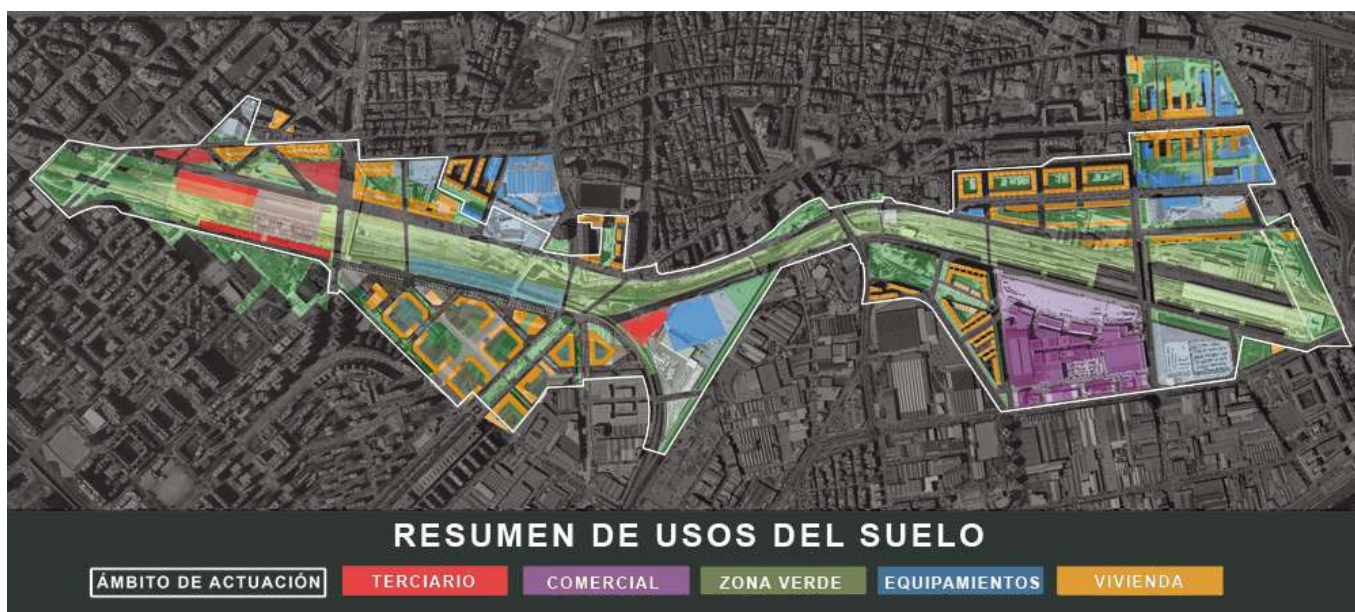 RESUMEN DE USOS DEL SUELO
ÁMBITO DE ACTUACIÓN TERCIARIO COMERCIAL ZONA VERDE EQUIPAMIENTOS VIVIENDA